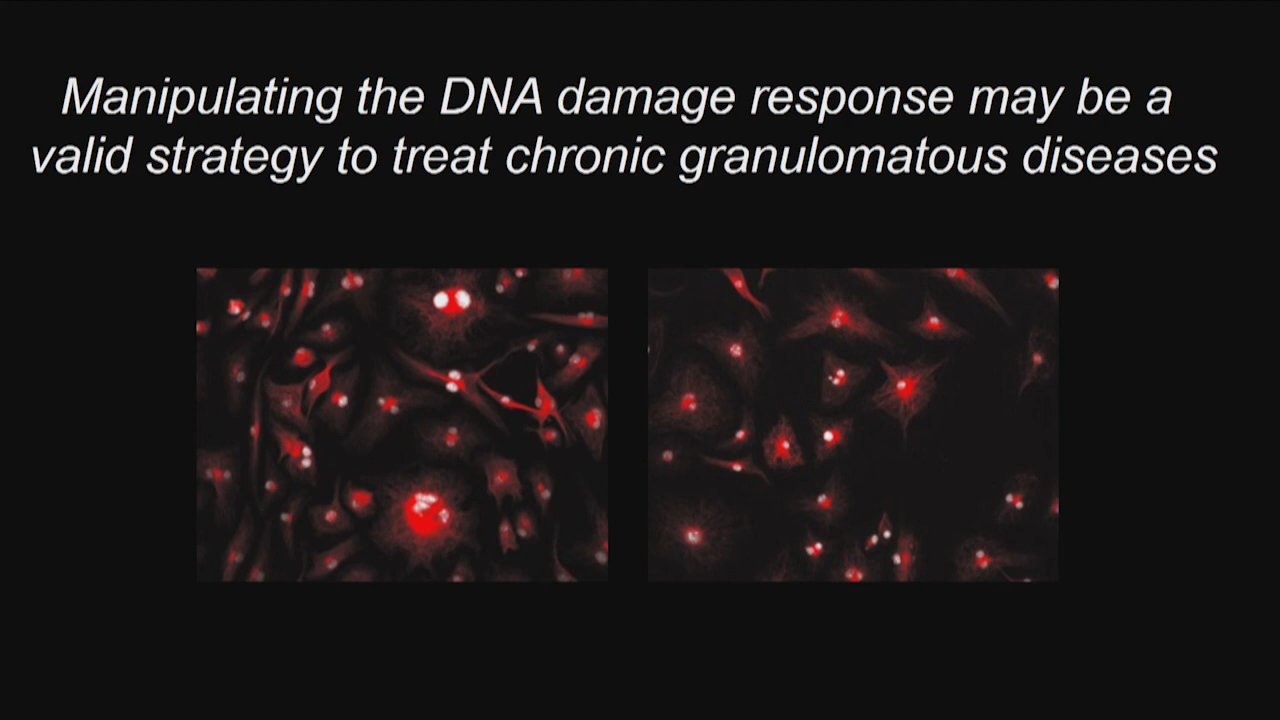 Manipulating the DNA damage response may be a
valid strategy to treat chronic granulomatous diseases